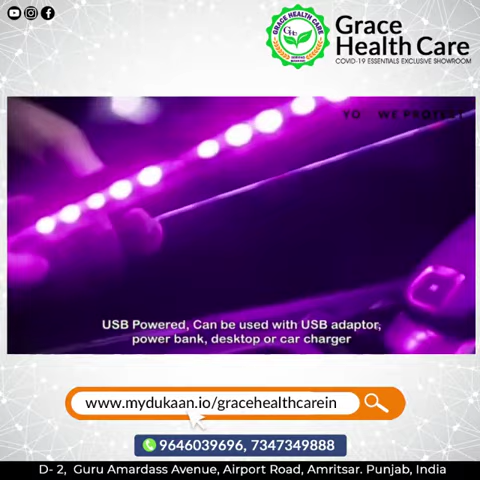 GRACE HEALTH CARE
Grace
Health Care
COVID-19 ESSENTIALS EXCLUSIVE SHOWROOM
YO WE PROTECT
USB Powered, Can be used with USB adaptor,
power bank, desktop or car charger
www.mydukaan.io/gracehealthcarein
9646039696, 7347349888
D- 2, Guru Amardass Avenue, Airport Road, Amritsar. Punjab, India